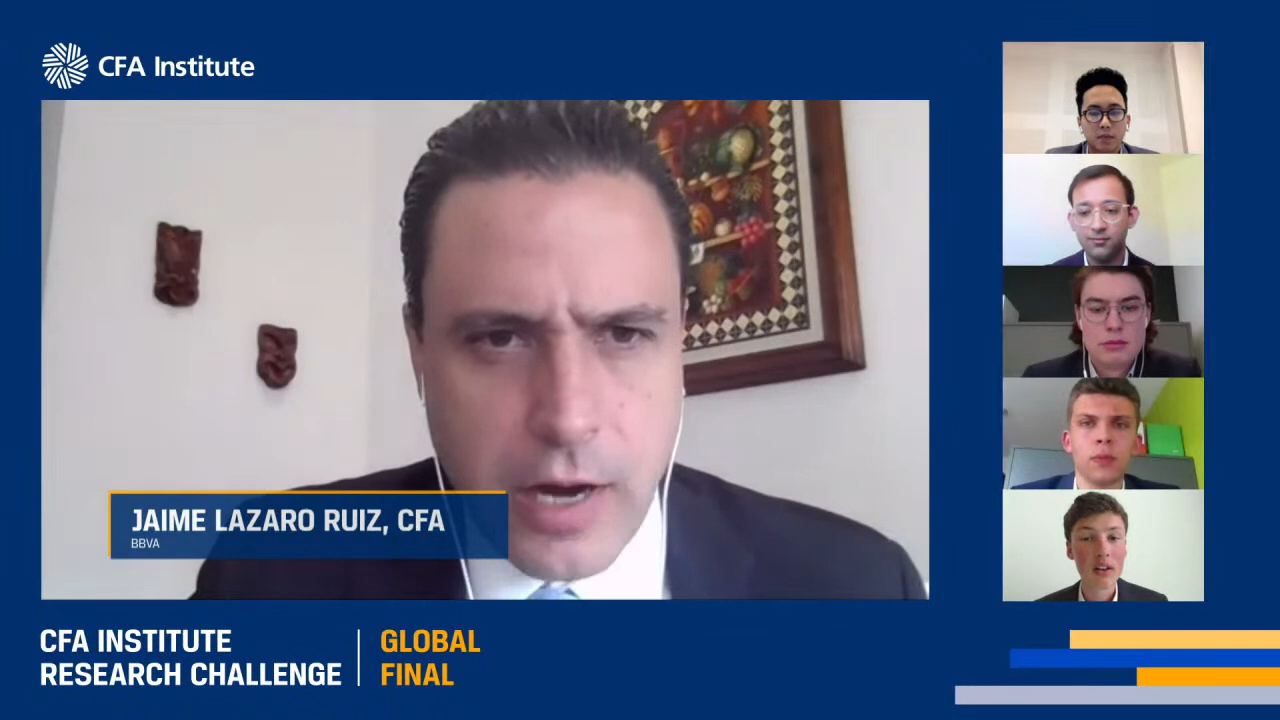 CFA Institute
JAIME LAZARO RUIZ, CFA
BBVA
CFA INSTITUTE
RESEARCH CHALLENGE
GLOBAL
FINAL